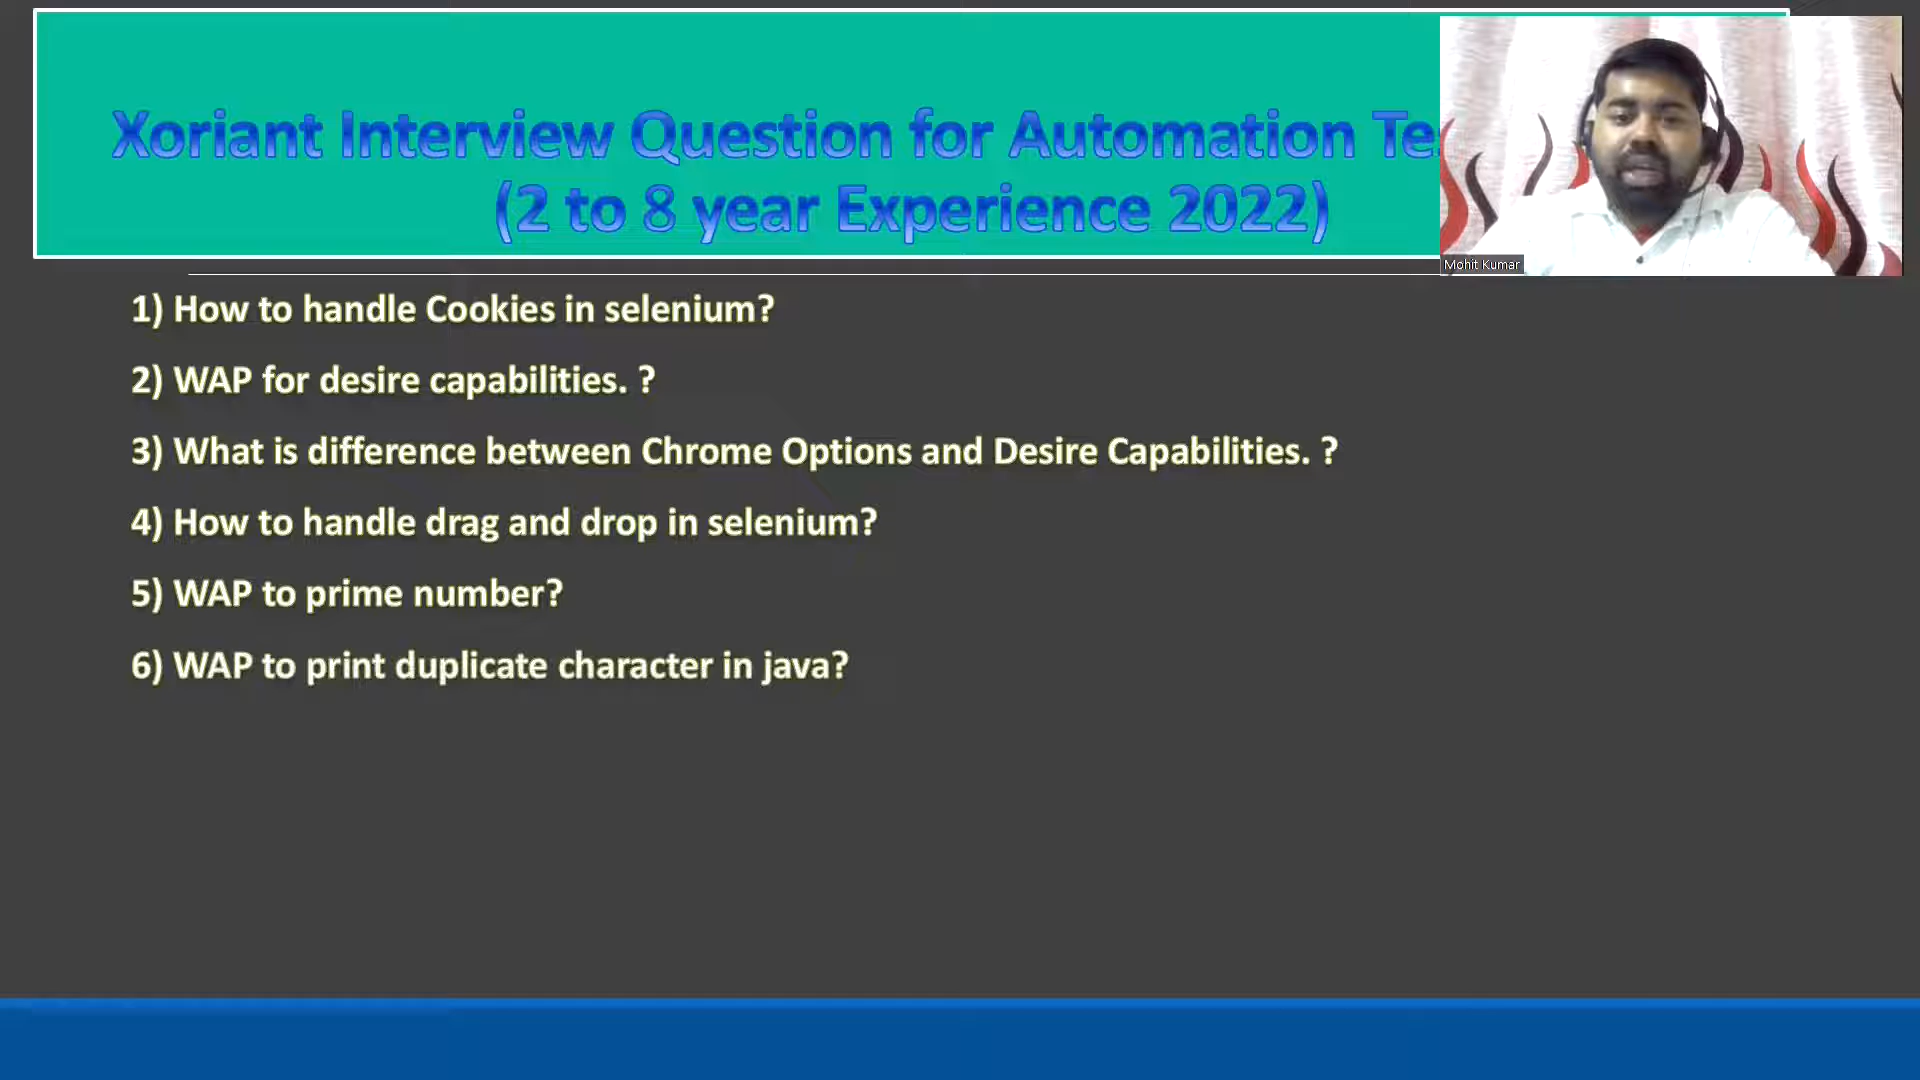 Xoriant Interview Question for Automation
(2 to 8 year Experience 2022)
Mohit Kumar
1) How to handle Cookies in selenium?
2) WAP for desire capabilities. ?
3) What is difference between Chrome Options and Desire Capabilities. ?
4) How to handle drag and drop in selenium?
5) WAP to prime number?
6) WAP to print duplicate character in java?